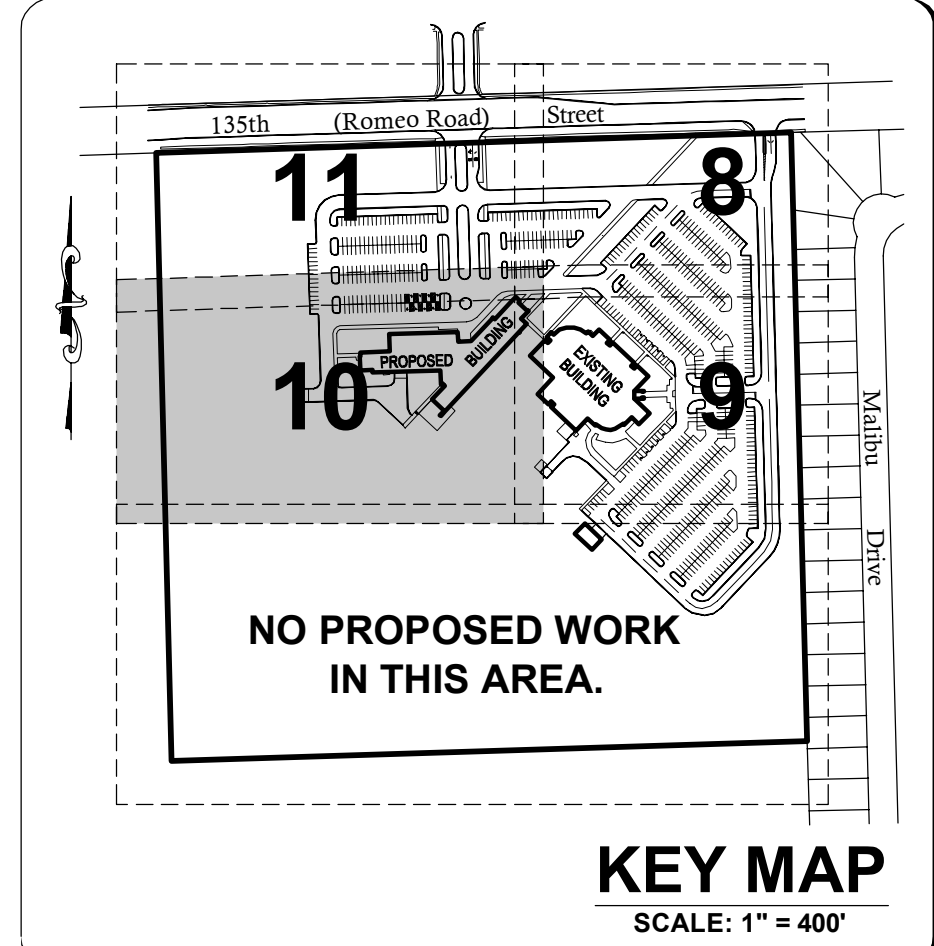 135th (Romeo Road) Street
11
8
PROPOSED BUILDING
EXISTING
BUILDING
10
9
Malibu Drive
NO PROPOSED WORK
IN THIS AREA.
KEY MAP
SCALE: 1" = 400'